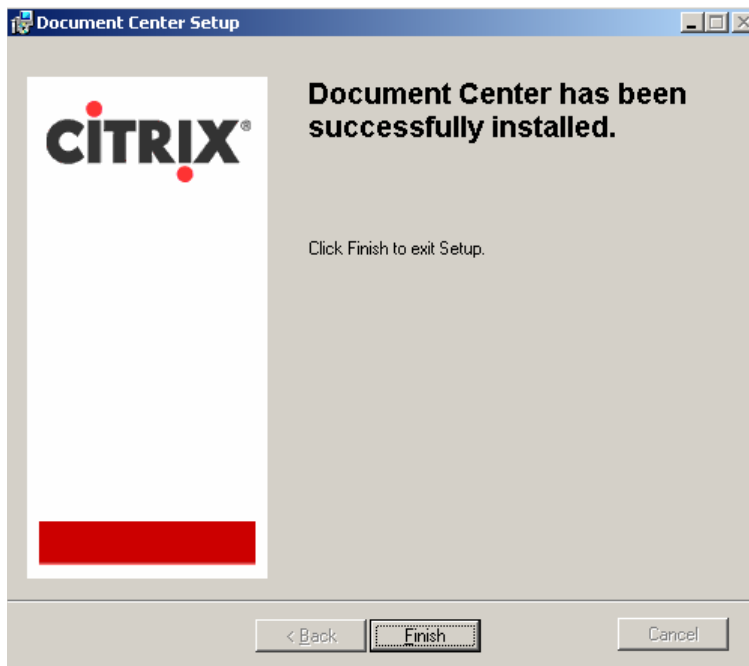 Document Center Setup
CiTRIX®
Document Center has been
successfully installed.
Click Finish to exit Setup.
< Back
Finish
Cancel